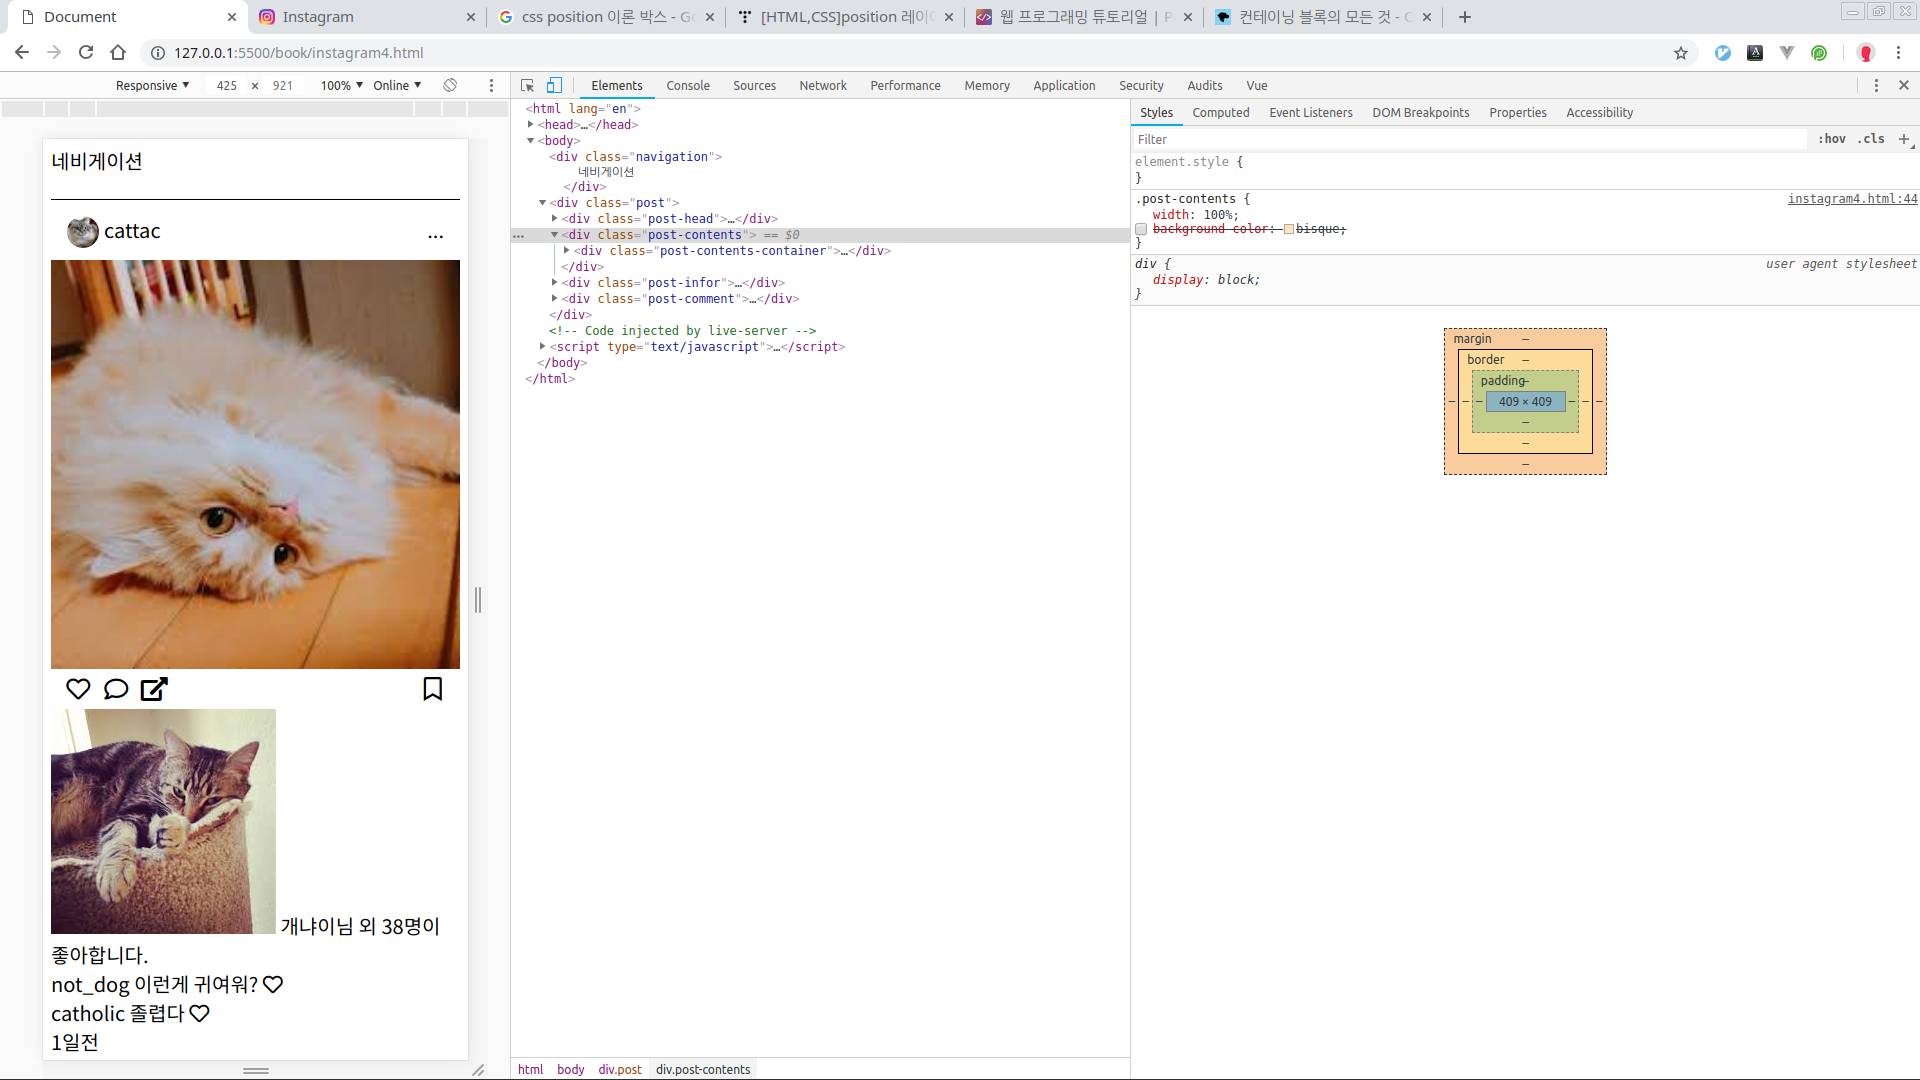 Document
Instagram
css position 이론 박스 - Go
[HTML,CSS]position 레이
웹 프로그래밍 튜토리얼 | P
컨테이닝 블록의 모든 것 - C
127.0.0.1:5500/book/instagram4.html
Responsive ▼ 425 × 921 100% ▼ Online ▼
Elements Console Sources Network Performance Memory Application Security Audits Vue
네비게이션
cattac ...
개냐이님 외 38명이
좋아합니다.
not_dog 이런게 귀여워?
catholic 졸렵다
1일전
<html lang="en">
<head>…</head>
<body>
<div class="navigation">
네비게이션
</div>
<div class="post">
<div class="post-head">…</div>
<div class="post-contents"> == $0
<div class="post-contents-container">…</div>
</div>
<div class="post-infor">…</div>
<div class="post-comment">…</div>
</div>
<!-- Code injected by live-server -->
<script type="text/javascript">…</script>
</body>
</html>
html body div.post div.post-contents
Styles Computed Event Listeners DOM Breakpoints Properties Accessibility
Filter :hov .cls +
element.style {
}
.post-contents { instagram4.html:44
width: 100%;
background-color: bisque;
}
div { user agent stylesheet
display: block;
}
margin –
border –
padding –
– – – 409 × 409 – – –
–
–
–